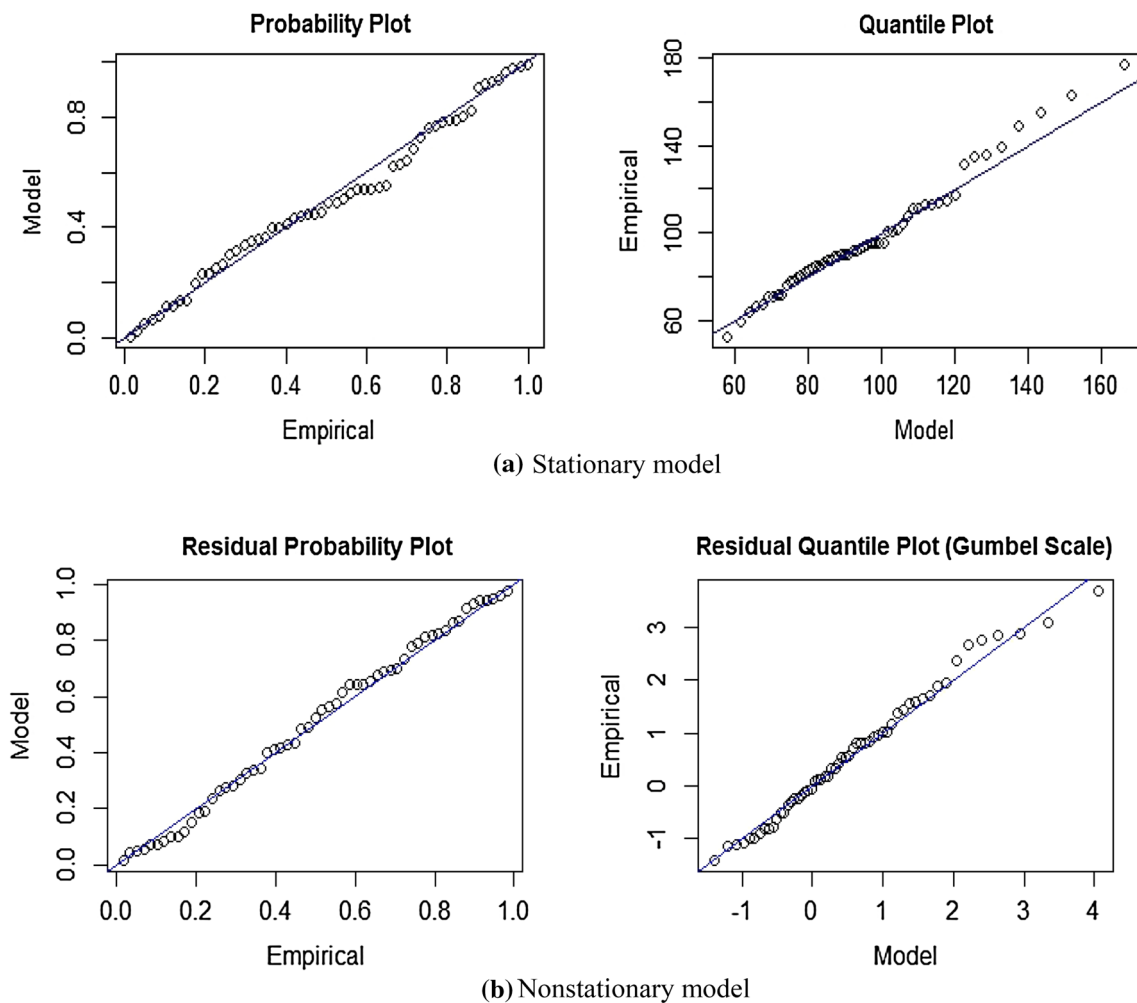 Probability Plot
Model
0.0 0.4 0.8
0.0 0.2 0.4 0.6 0.8 1.0
Empirical
Quantile Plot
Empirical
60 100 140 180
60 80 100 120 140 160
Model
(a) Stationary model
Residual Probability Plot
Model
0.0 0.2 0.4 0.6 0.8 1.0
0.0 0.2 0.4 0.6 0.8 1.0
Empirical
Residual Quantile Plot (Gumbel Scale)
Empirical
-1 0 1 2 3
-1 0 1 2 3 4
Model
(b) Nonstationary model